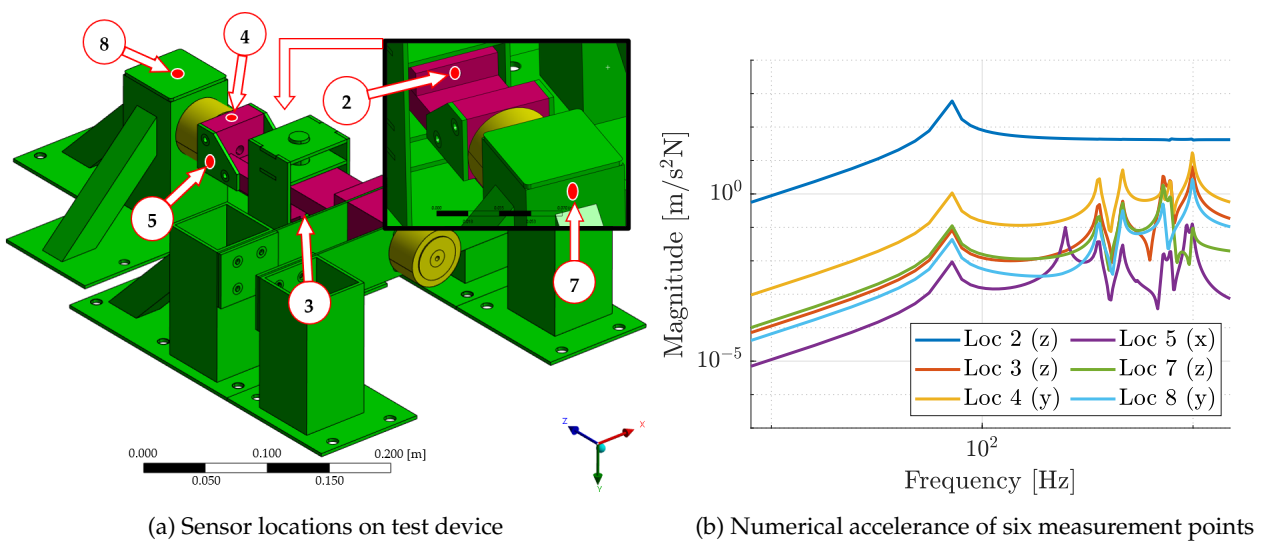 8
4
2
5
3
7
z
x
Y
0.000
0.100
0.200 [m]
0.050
0.150
(a) Sensor locations on test device
Magnitude [m/s²N]
10⁰
10⁻⁵
Loc 2 (z)
Loc 3 (z)
Loc 4 (y)
Loc 5 (x)
Loc 7 (z)
Loc 8 (y)
10²
Frequency [Hz]
(b) Numerical accelerance of six measurement points